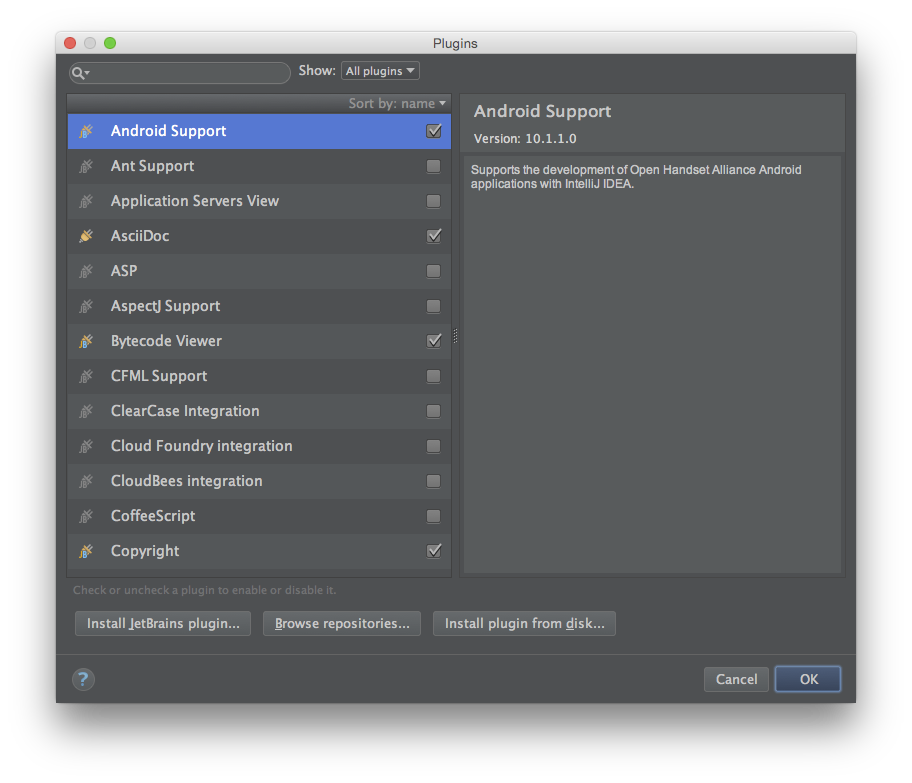 Plugins
Show: All plugins
Sort by: name
Android Support
Ant Support
Application Servers View
AsciiDoc
ASP
AspectJ Support
Bytecode Viewer
CFML Support
ClearCase Integration
Cloud Foundry integration
CloudBees integration
CoffeeScript
Copyright
Android Support
Version: 10.1.1.0
Supports the development of Open Handset Alliance Android
applications with IntelliJ IDEA.
Check or uncheck a plugin to enable or disable it.
Install JetBrains plugin...
Browse repositories...
Install plugin from disk...
?
Cancel
OK